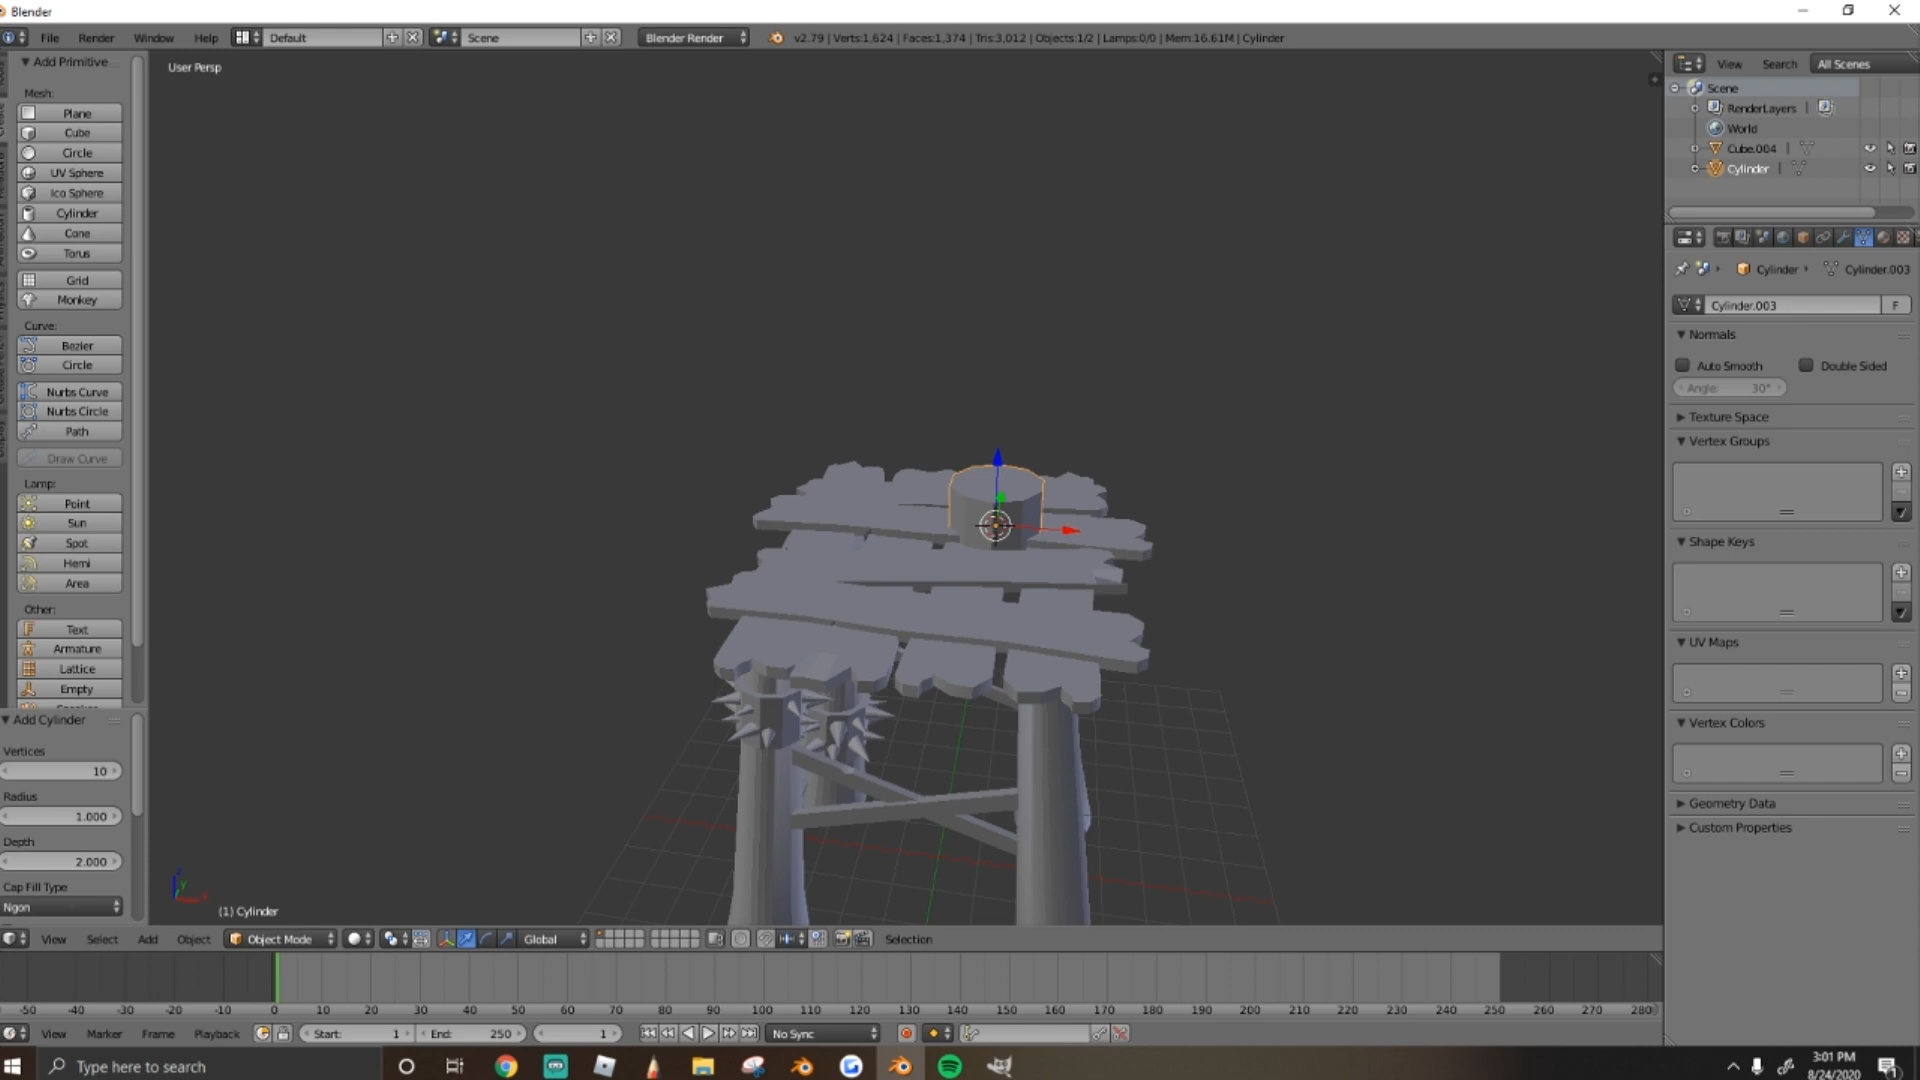 Blender
File Render Window Help Default Scene Blender Render v2.79 | Verts:1,624 | Faces:1,374 | Tris:3,012 | Objects:1/2 | Lamps:0/0 | Mem:16.61M | Cylinder
Add Primitive
Mesh:
Plane
Cube
Circle
UV Sphere
Ico Sphere
Cylinder
Cone
Torus
Grid
Monkey
Curve:
Bezier
Circle
Nurbs Curve
Nurbs Circle
Path
Draw Curve
Lamp:
Point
Sun
Spot
Hemi
Area
Other:
Text
Armature
Lattice
Empty
Add Cylinder
Vertices
10
Radius
1.000
Depth
2.000
Cap Fill Type
Ngon
User Persp
(1) Cylinder
View Search All Scenes
Scene
RenderLayers
World
Cube.004
Cylinder
Cylinder Cylinder.003
Cylinder.003 F
Normals
Auto Smooth Double Sided
Angle: 30°
Texture Space
Vertex Groups
Shape Keys
UV Maps
Vertex Colors
Geometry Data
Custom Properties
View Select Add Object Object Mode Global Selection
-50 -40 -30 -20 -10 0 10 20 30 40 50 60 70 80 90 100 110 120 130 140 150 160 170 180 190 200 210 220 230 240 250 260 270 280
View Marker Frame Playback Start: 1 End: 250 1 No Sync
Type here to search
3:01 PM
8/24/2020